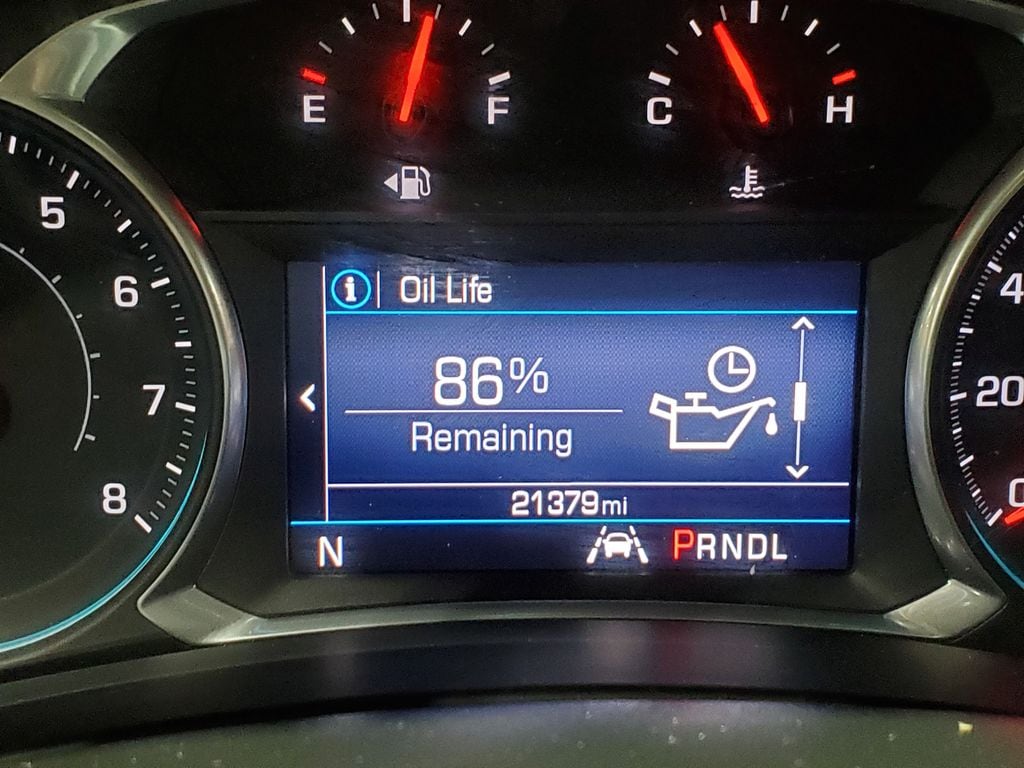 E F
C H
5
6
7
8
Oil Life
86%
Remaining
21379mi
N
PRNDL
20